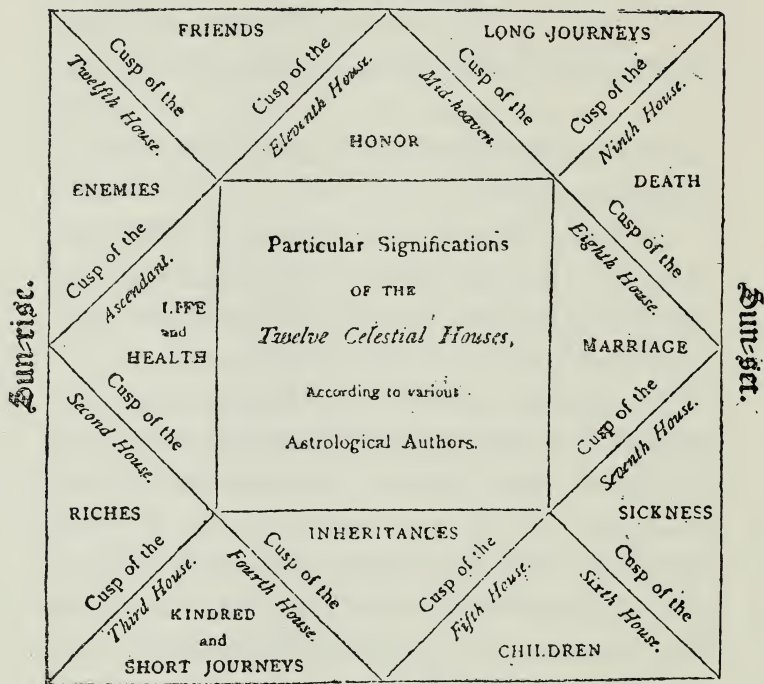 FRIENDS
LONG JOURNEYS
Cusp of the
Twelfth House.
Cusp of the
Eleventh House.
Cusp of the
Mid-heaven.
Cusp of the
Ninth House.
HONOR
ENEMIES
DEATH
Cusp of the
Ascendant.
Cusp of the
Eighth House.
Sun-rise.
LIFE
and
HEALTH
Particular Significations
OF THE
Twelve Celestial Houses,
According to various
Astrological Authors.
MARRIAGE
Sun-set.
Cusp of the
Second House.
Cusp of the
Seventh House.
RICHES
SICKNESS
INHERITANCES
Cusp of the
Third House.
Cusp of the
Fourth House.
Cusp of the
Fifth House.
Cusp of the
Sixth House.
KINDRED
and
SHORT JOURNEYS
CHILDREN